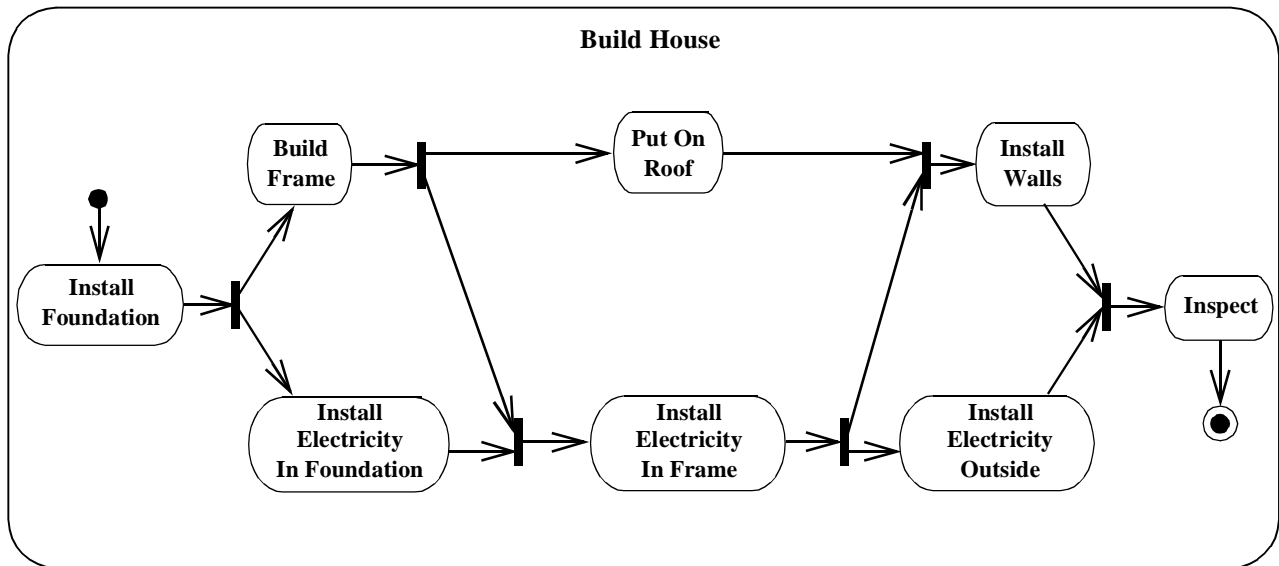 Build House
Build
Frame
Put On
Roof
Install
Walls
Install
Foundation
Inspect
Install
Electricity
In Foundation
Install
Electricity
In Frame
Install
Electricity
Outside